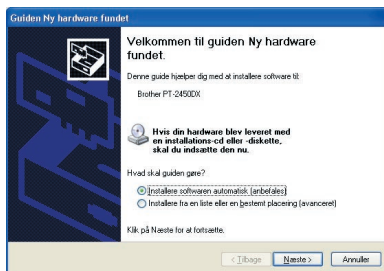 Guiden Ny hardware fundet
Velkommen til guiden Ny hardware
fundet.
Denne guide hjælper dig med at installere software til:
Brother PT-2450DX
Hvis din hardware blev leveret med
en installations-cd eller -diskette,
skal du indsætte den nu.
Hvad skal guiden gøre?
Installere softwaren automatisk (anbefales)
Installere fra en liste eller en bestemt placering (avanceret)
Klik på Næste for at fortsætte.
< Tilbage Næste > Annuller